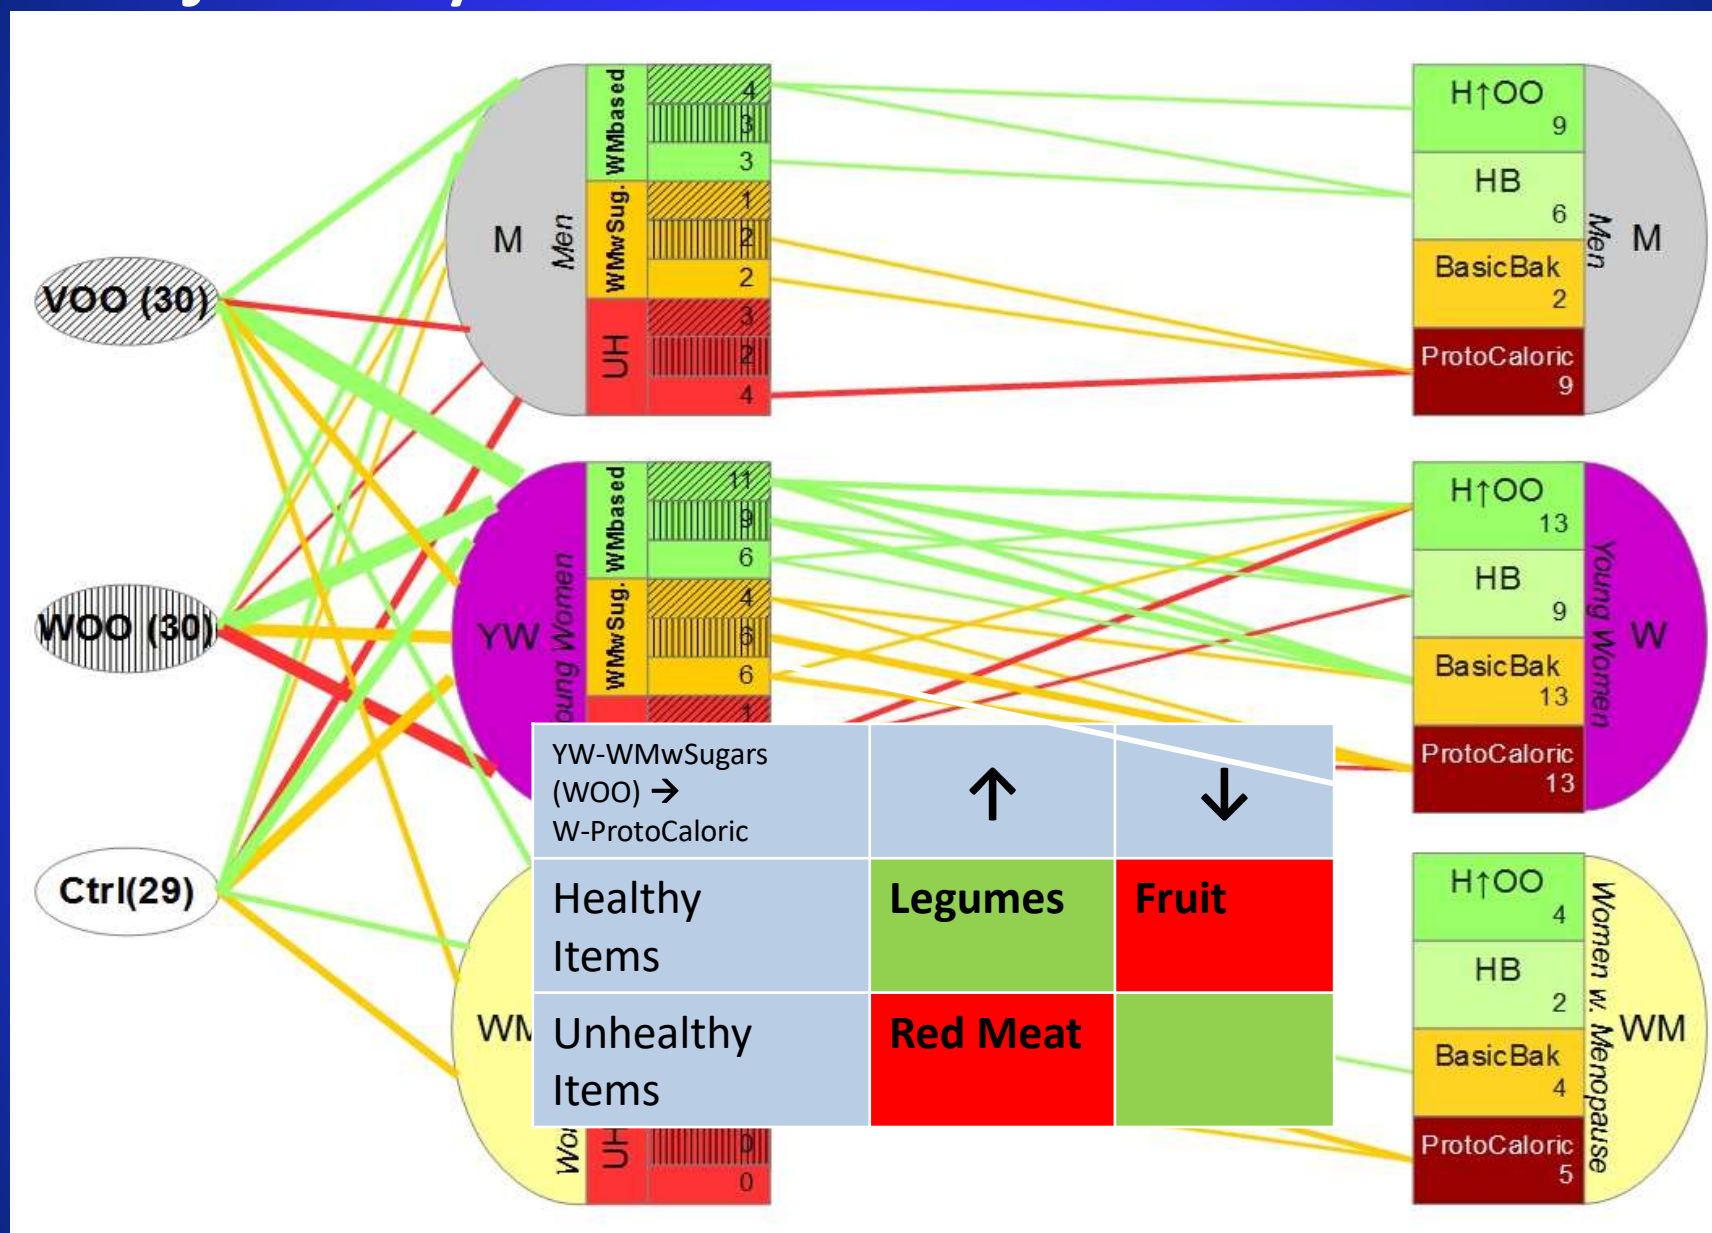 VOO (30)
WOO (30)
Ctrl(29)
M
Men
WMbased
4
3
3
WMwSug.
1
2
2
UH
3
2
4
H↑OO
9
HB
6
BasicBak
2
ProtoCaloric
9
Men
M
YW
WMbased
11
9
6
WMwSug.
4
6
6
1
H↑OO
13
HB
9
BasicBak
13
ProtoCaloric
13
Young Women
W
YW-WMwSugars
(WOO) →
W-ProtoCaloric
↑
↓
Healthy
Items
Legumes
Fruit
Unhealthy
Items
Red Meat
UH
0
0
H↑OO
4
HB
2
BasicBak
4
ProtoCaloric
5
Women w. Menopause
WM